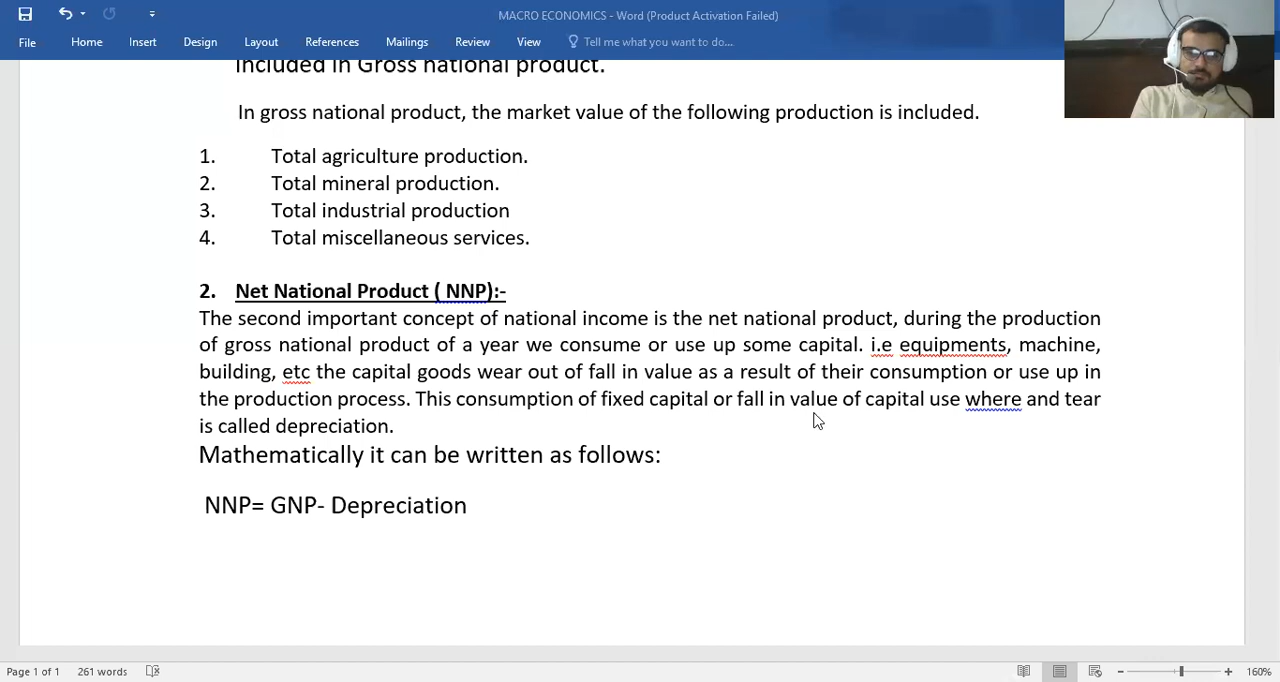 MACRO ECONOMICS - Word (Product Activation Failed)
File Home Insert Design Layout References Mailings Review View Tell me what you want to do...
included in Gross national product.
In gross national product, the market value of the following production is included.
1. Total agriculture production.
2. Total mineral production.
3. Total industrial production
4. Total miscellaneous services.
2. Net National Product ( NNP):-
The second important concept of national income is the net national product, during the production
of gross national product of a year we consume or use up some capital. i.e equipments, machine,
building, etc the capital goods wear out of fall in value as a result of their consumption or use up in
the production process. This consumption of fixed capital or fall in value of capital use where and tear
is called depreciation.
Mathematically it can be written as follows:
NNP= GNP- Depreciation
Page 1 of 1 261 words 160%